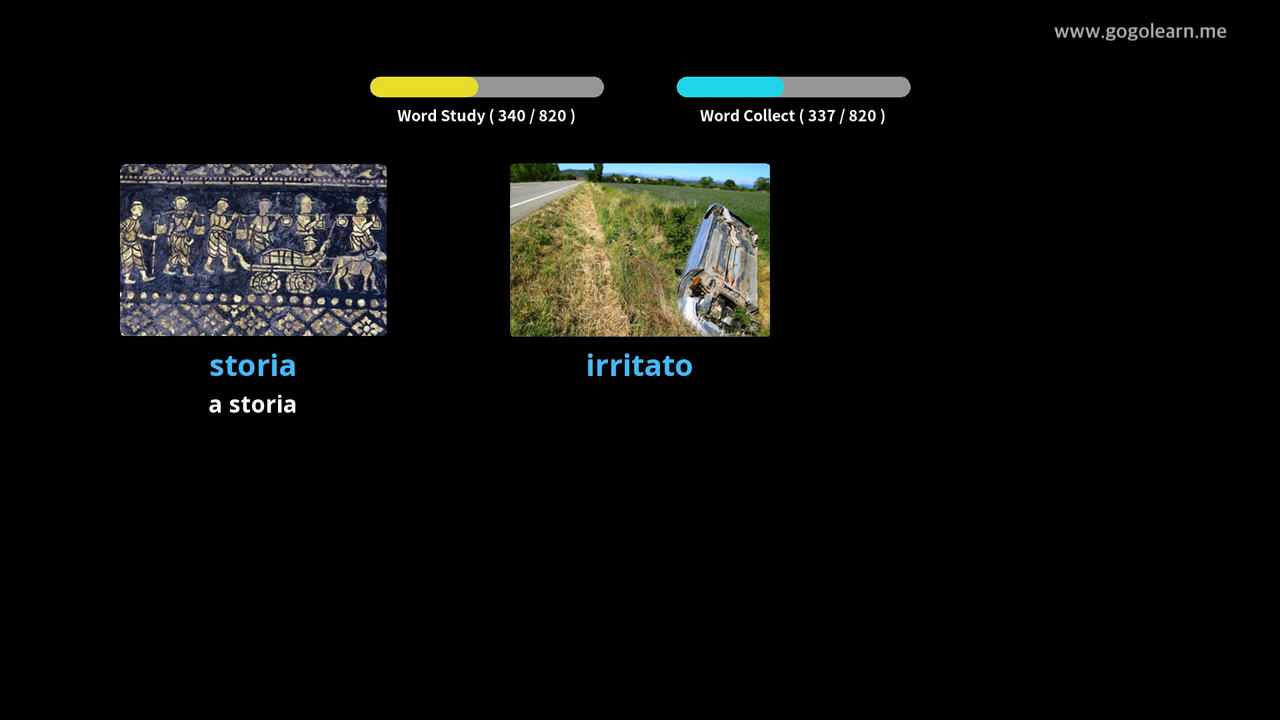 www.gogolearn.me
Word Study ( 340 / 820 )
Word Collect ( 337 / 820 )
storia
irritato
a storia